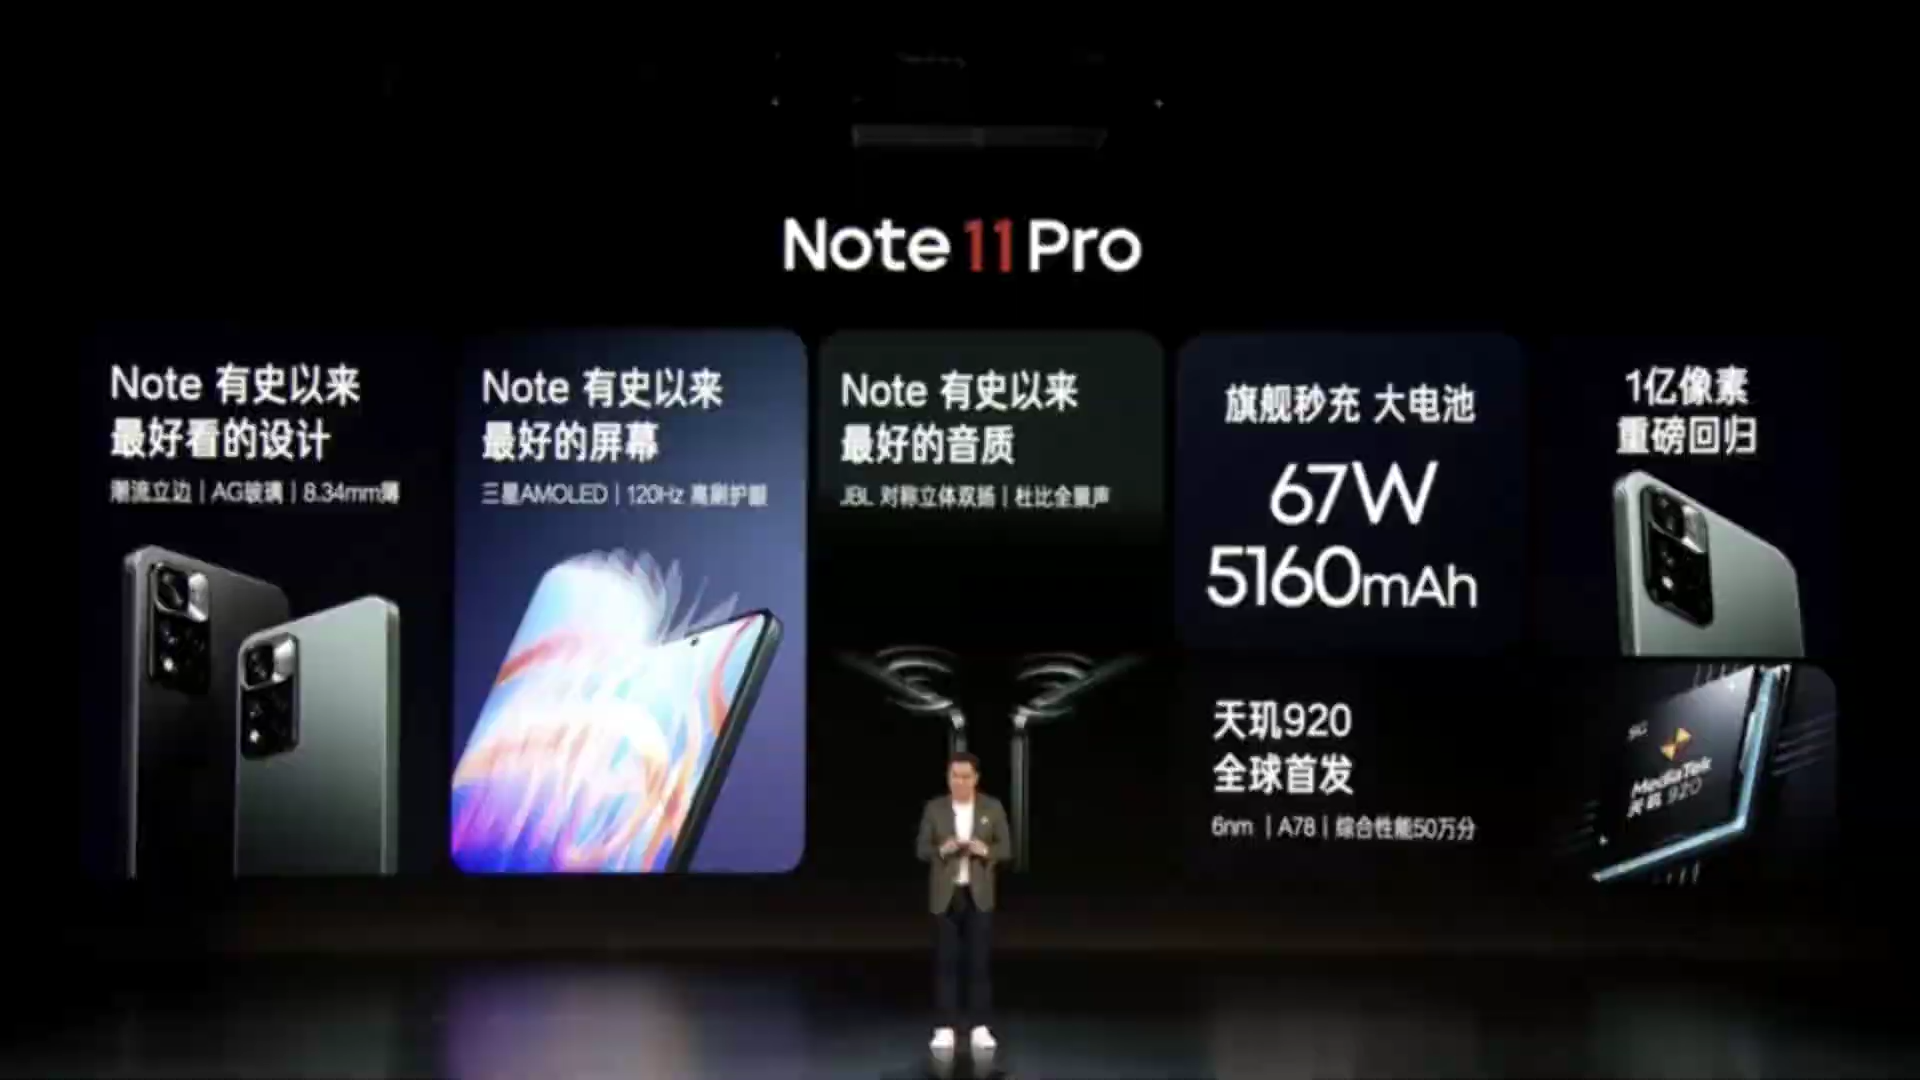 Note 11 Pro
Note 有史以来
最好看的设计
潮流立边 | AG玻璃 | 8.34mm薄
Note 有史以来
最好的屏幕
三星AMOLED | 120Hz 高刷护眼
Note 有史以来
最好的音质
JBL 对称立体双扬 | 杜比全景声
旗舰秒充 大电池
67W
5160mAh
1亿像素
重磅回归
天玑920
全球首发
6nm | A78 | 综合性能50万分
5G
MediaTek
天玑 920